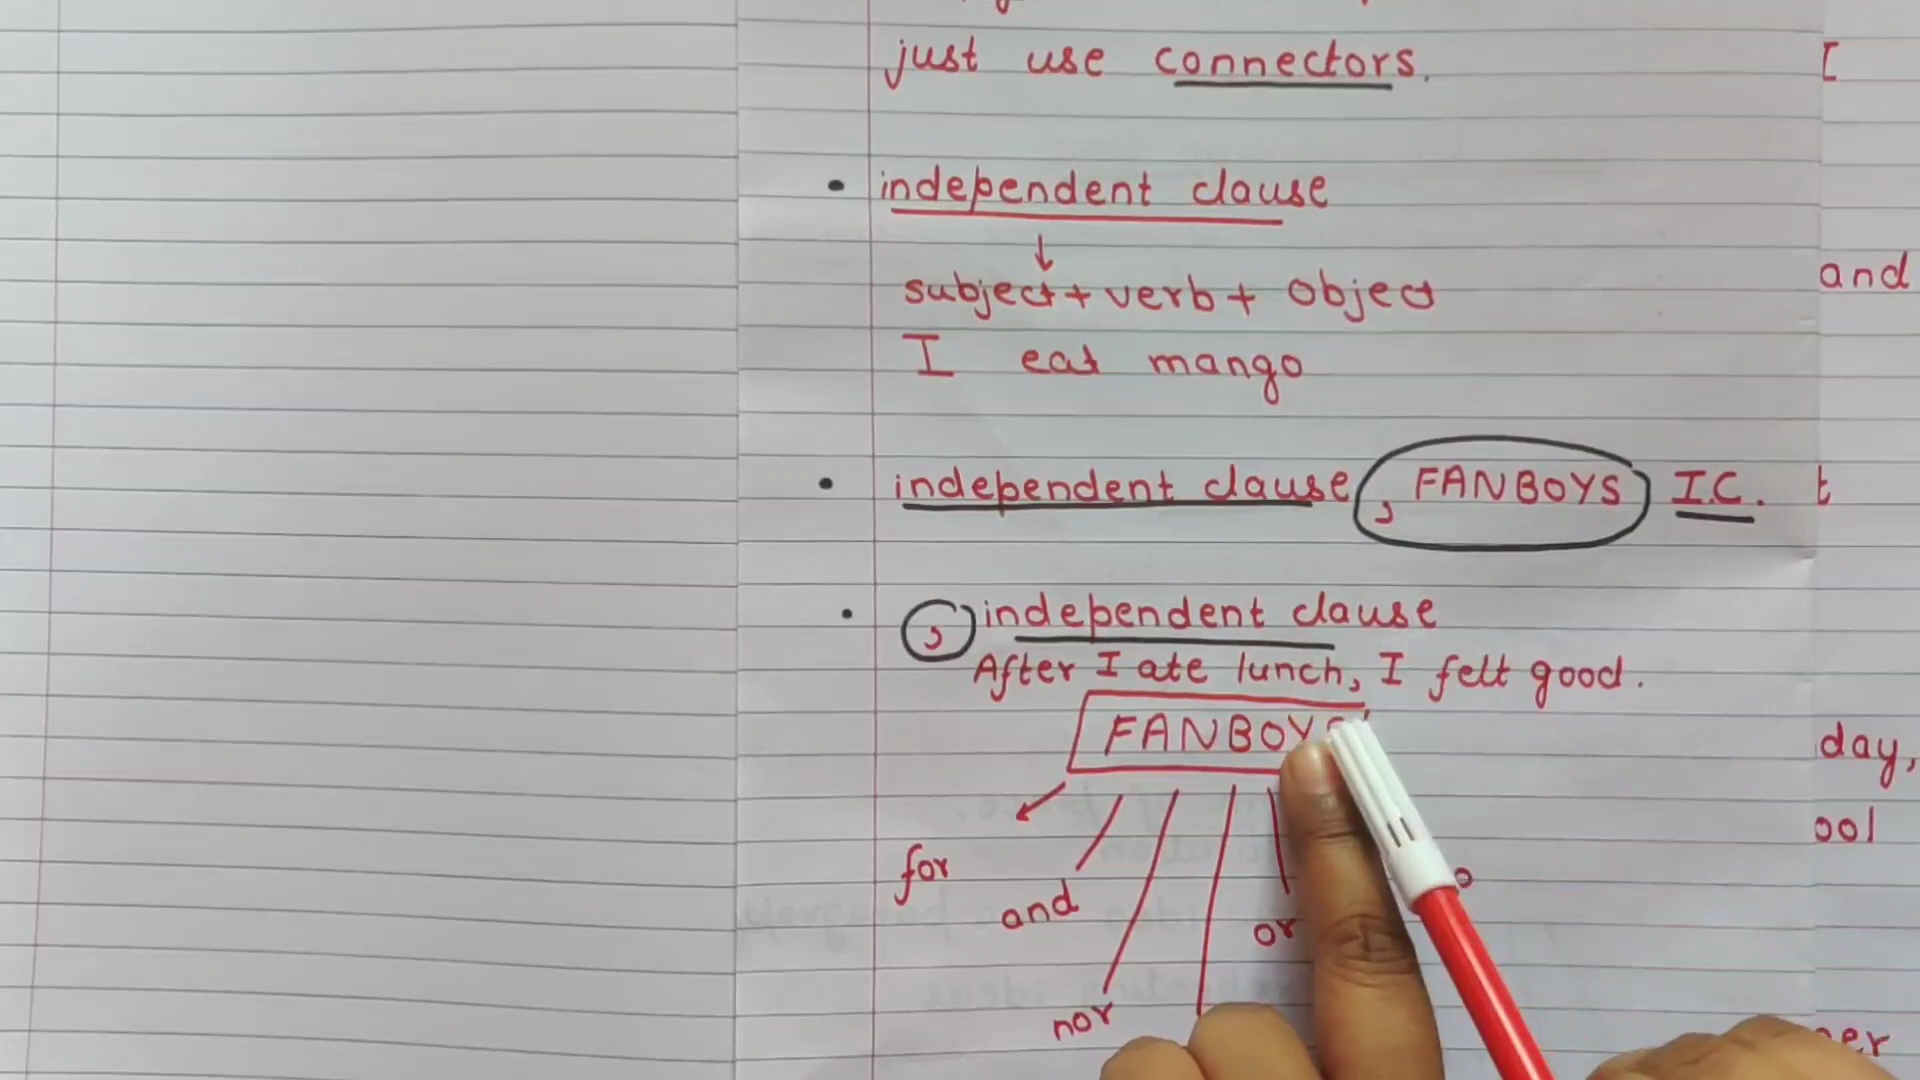 just use connectors.
• independent clause
↓
subject + verb + object
I eat mango
• independent clause, FANBOYS I.C.
• , independent clause
After I ate lunch, I felt good.
FANBOYS
for
and
or
nor
I
and
t
day,
ool